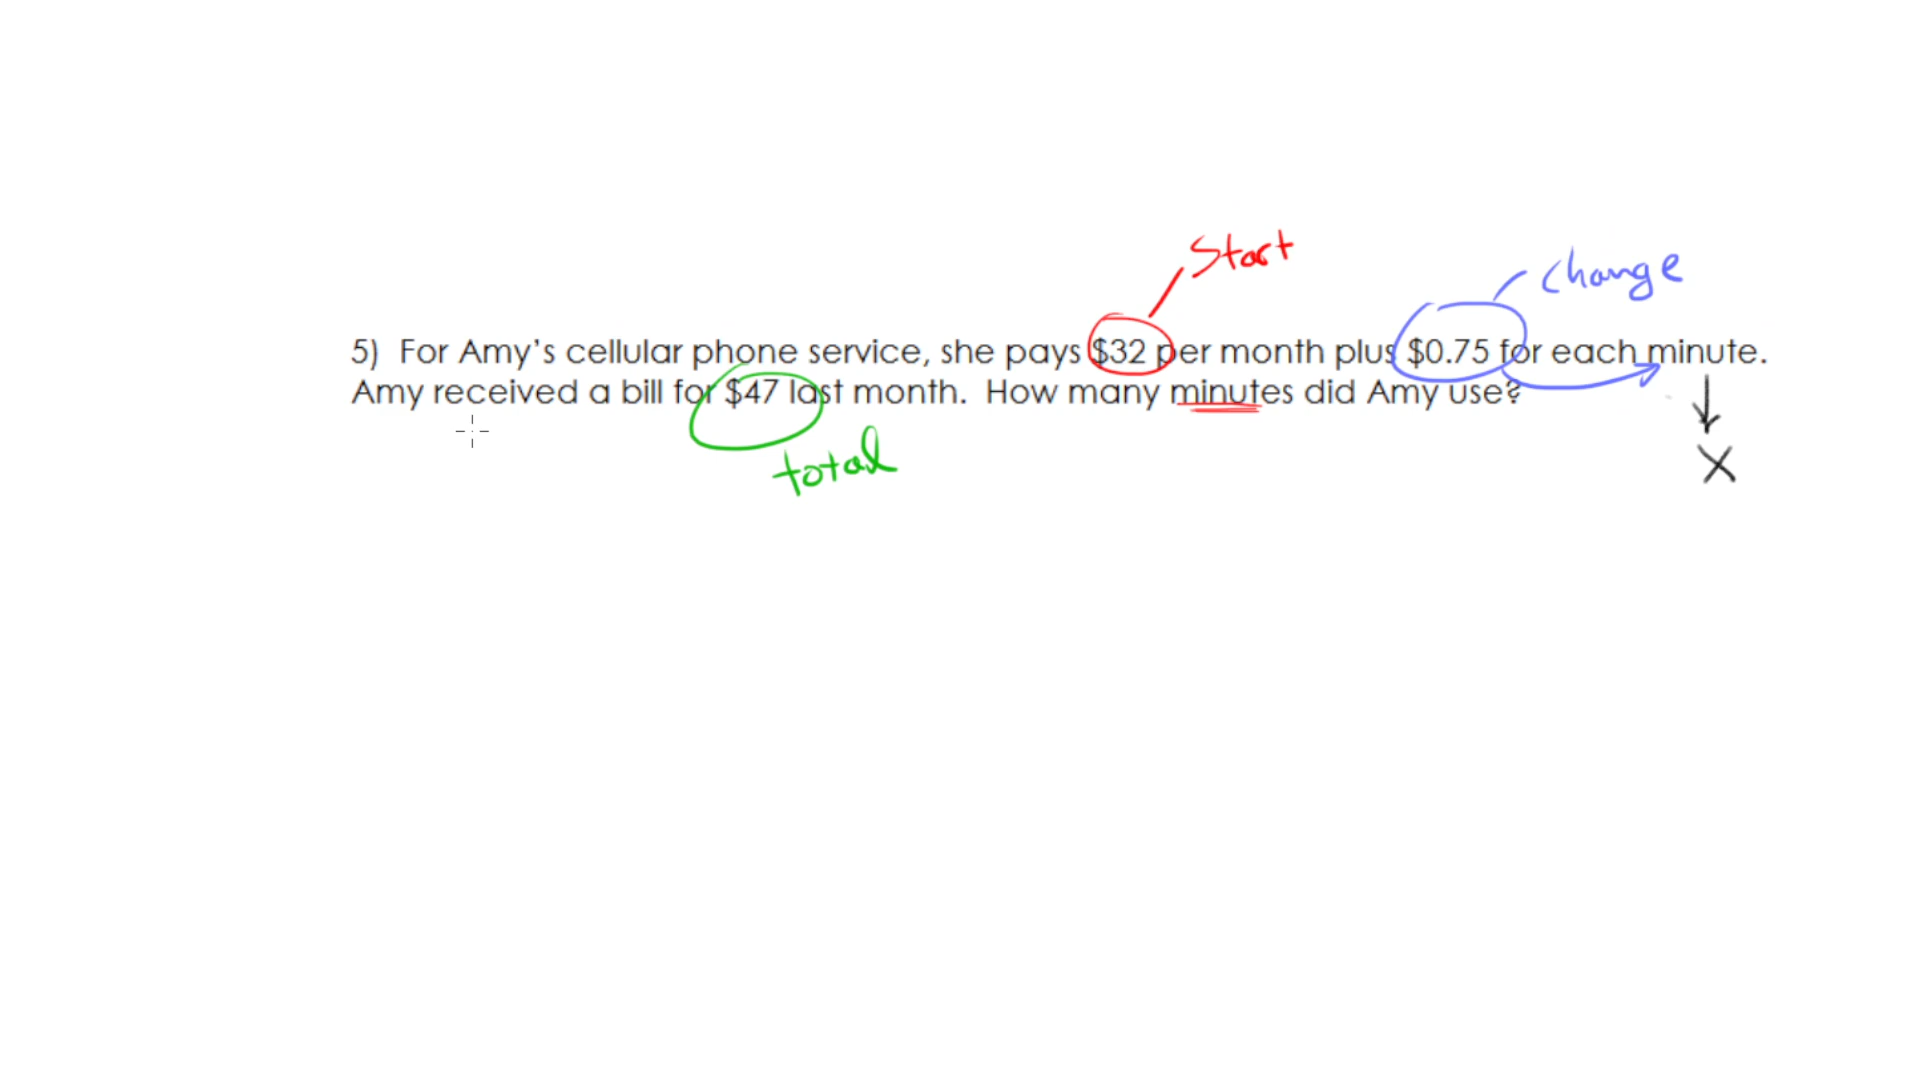 Start
Change
5) For Amy's cellular phone service, she pays $32 per month plus $0.75 for each minute.
Amy received a bill for $47 last month. How many minutes did Amy use?
total
X